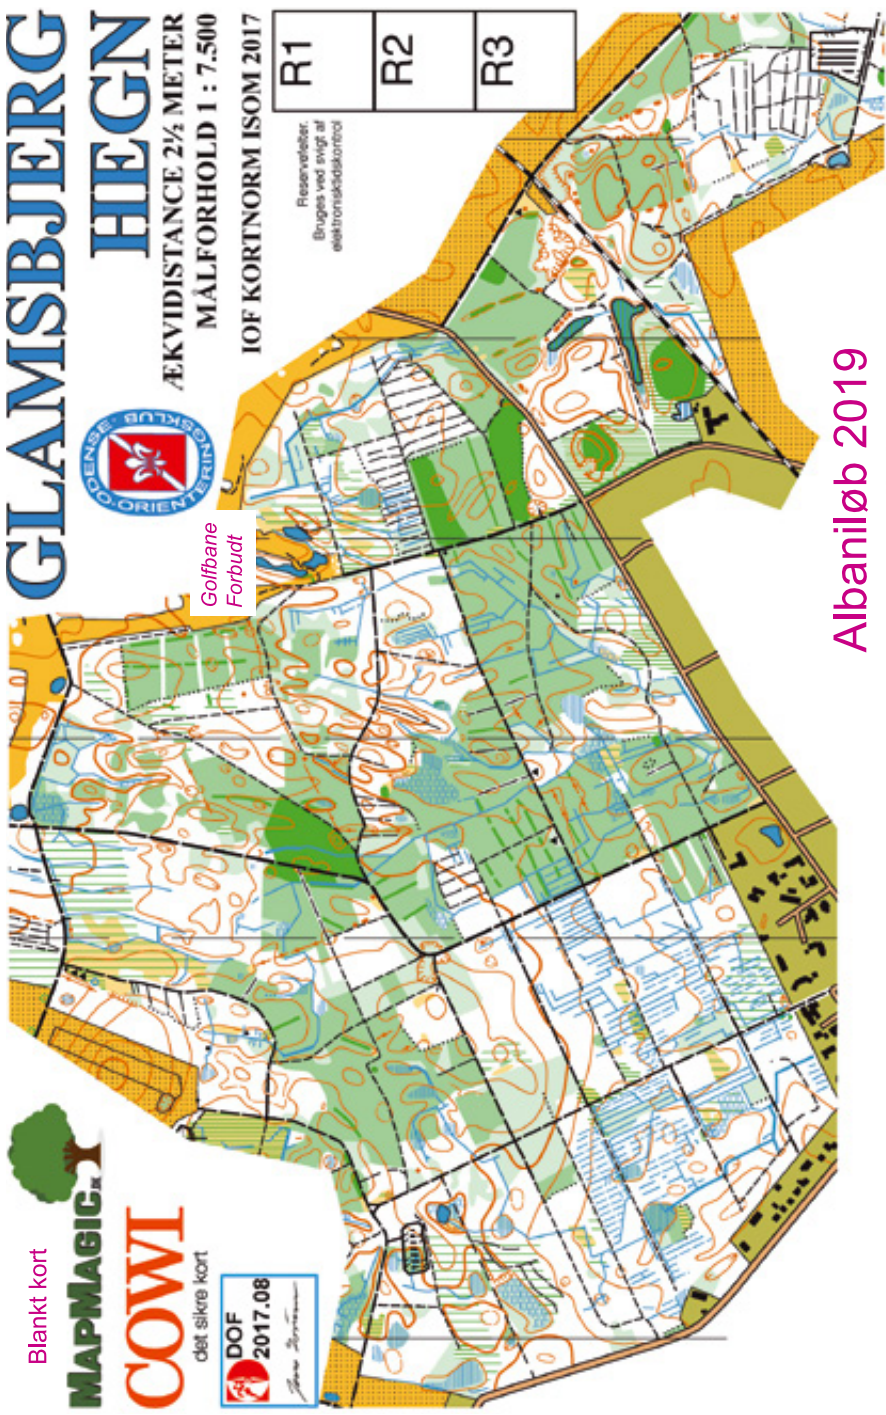 GLAMSBJERG
HEGN
ÆKVIDISTANCE 2½ METER
MÅLFORHOLD 1 : 7.500
IOF KORTNORM ISOM 2017
R1
R2
R3
Reservefelter.
Bruges ved svigt af
elektroniskildskontrol
ODENSE
ORIENTERINGSKLUB
Golfbane
Forbudt
Albaniløb 2019
Blankt kort
MAPMAGIC.DK
COWI
det sikre kort
DOF
2017.08